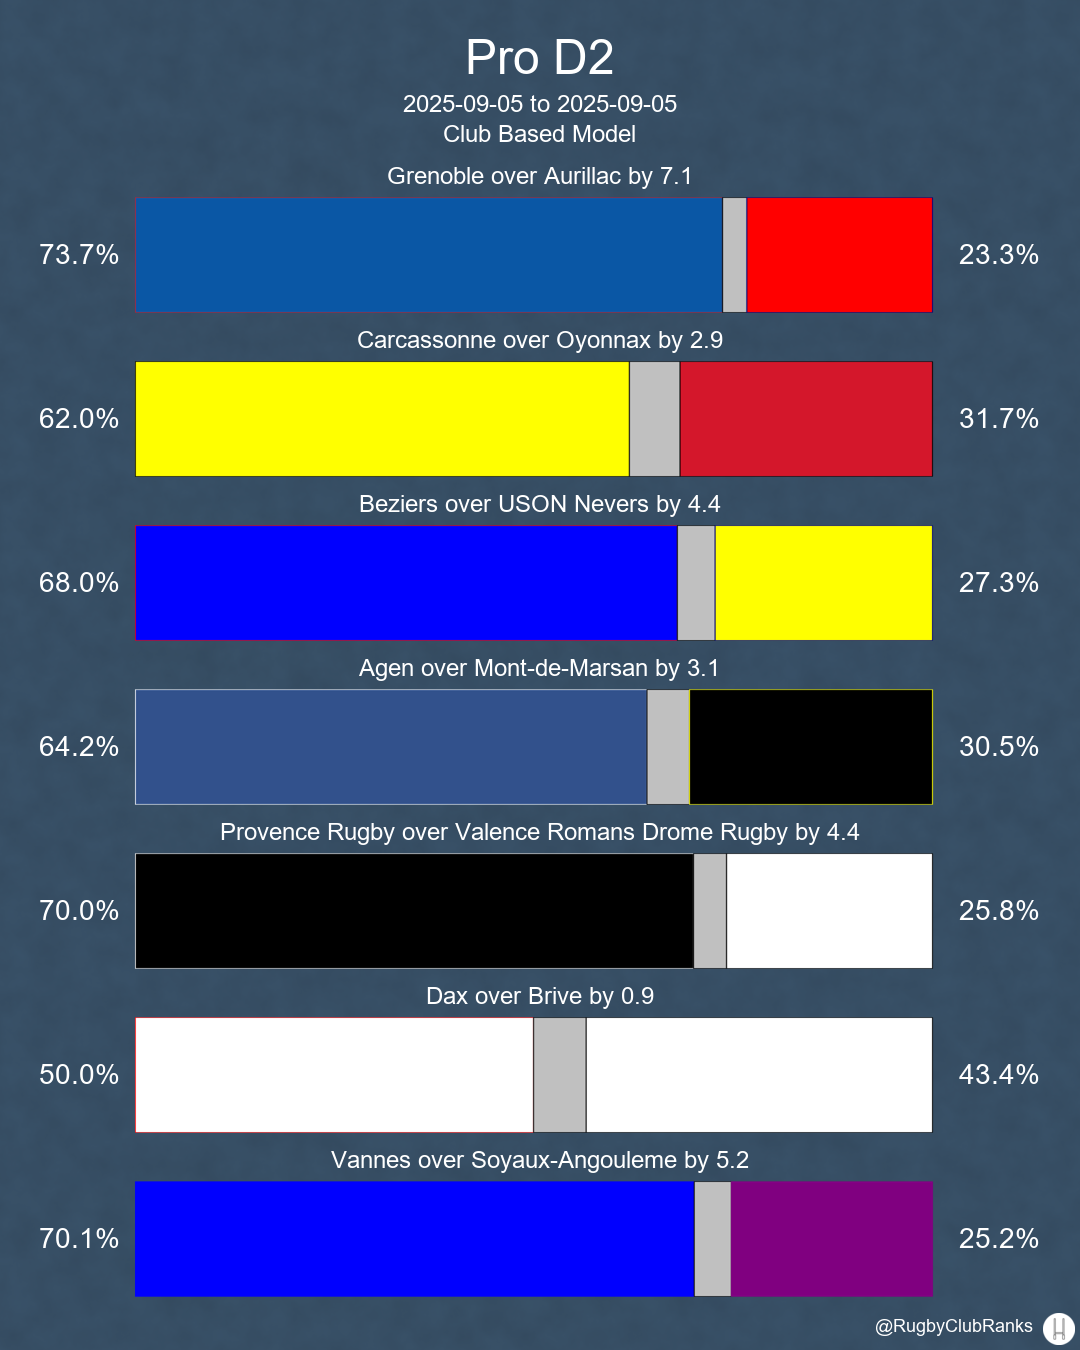 Pro D2
2025-09-05 to 2025-09-05
Club Based Model
Grenoble over Aurillac by 7.1
73.7% 23.3%
Carcassonne over Oyonnax by 2.9
62.0% 31.7%
Beziers over USON Nevers by 4.4
68.0% 27.3%
Agen over Mont-de-Marsan by 3.1
64.2% 30.5%
Provence Rugby over Valence Romans Drome Rugby by 4.4
70.0% 25.8%
Dax over Brive by 0.9
50.0% 43.4%
Vannes over Soyaux-Angouleme by 5.2
70.1% 25.2%
@RugbyClubRanks